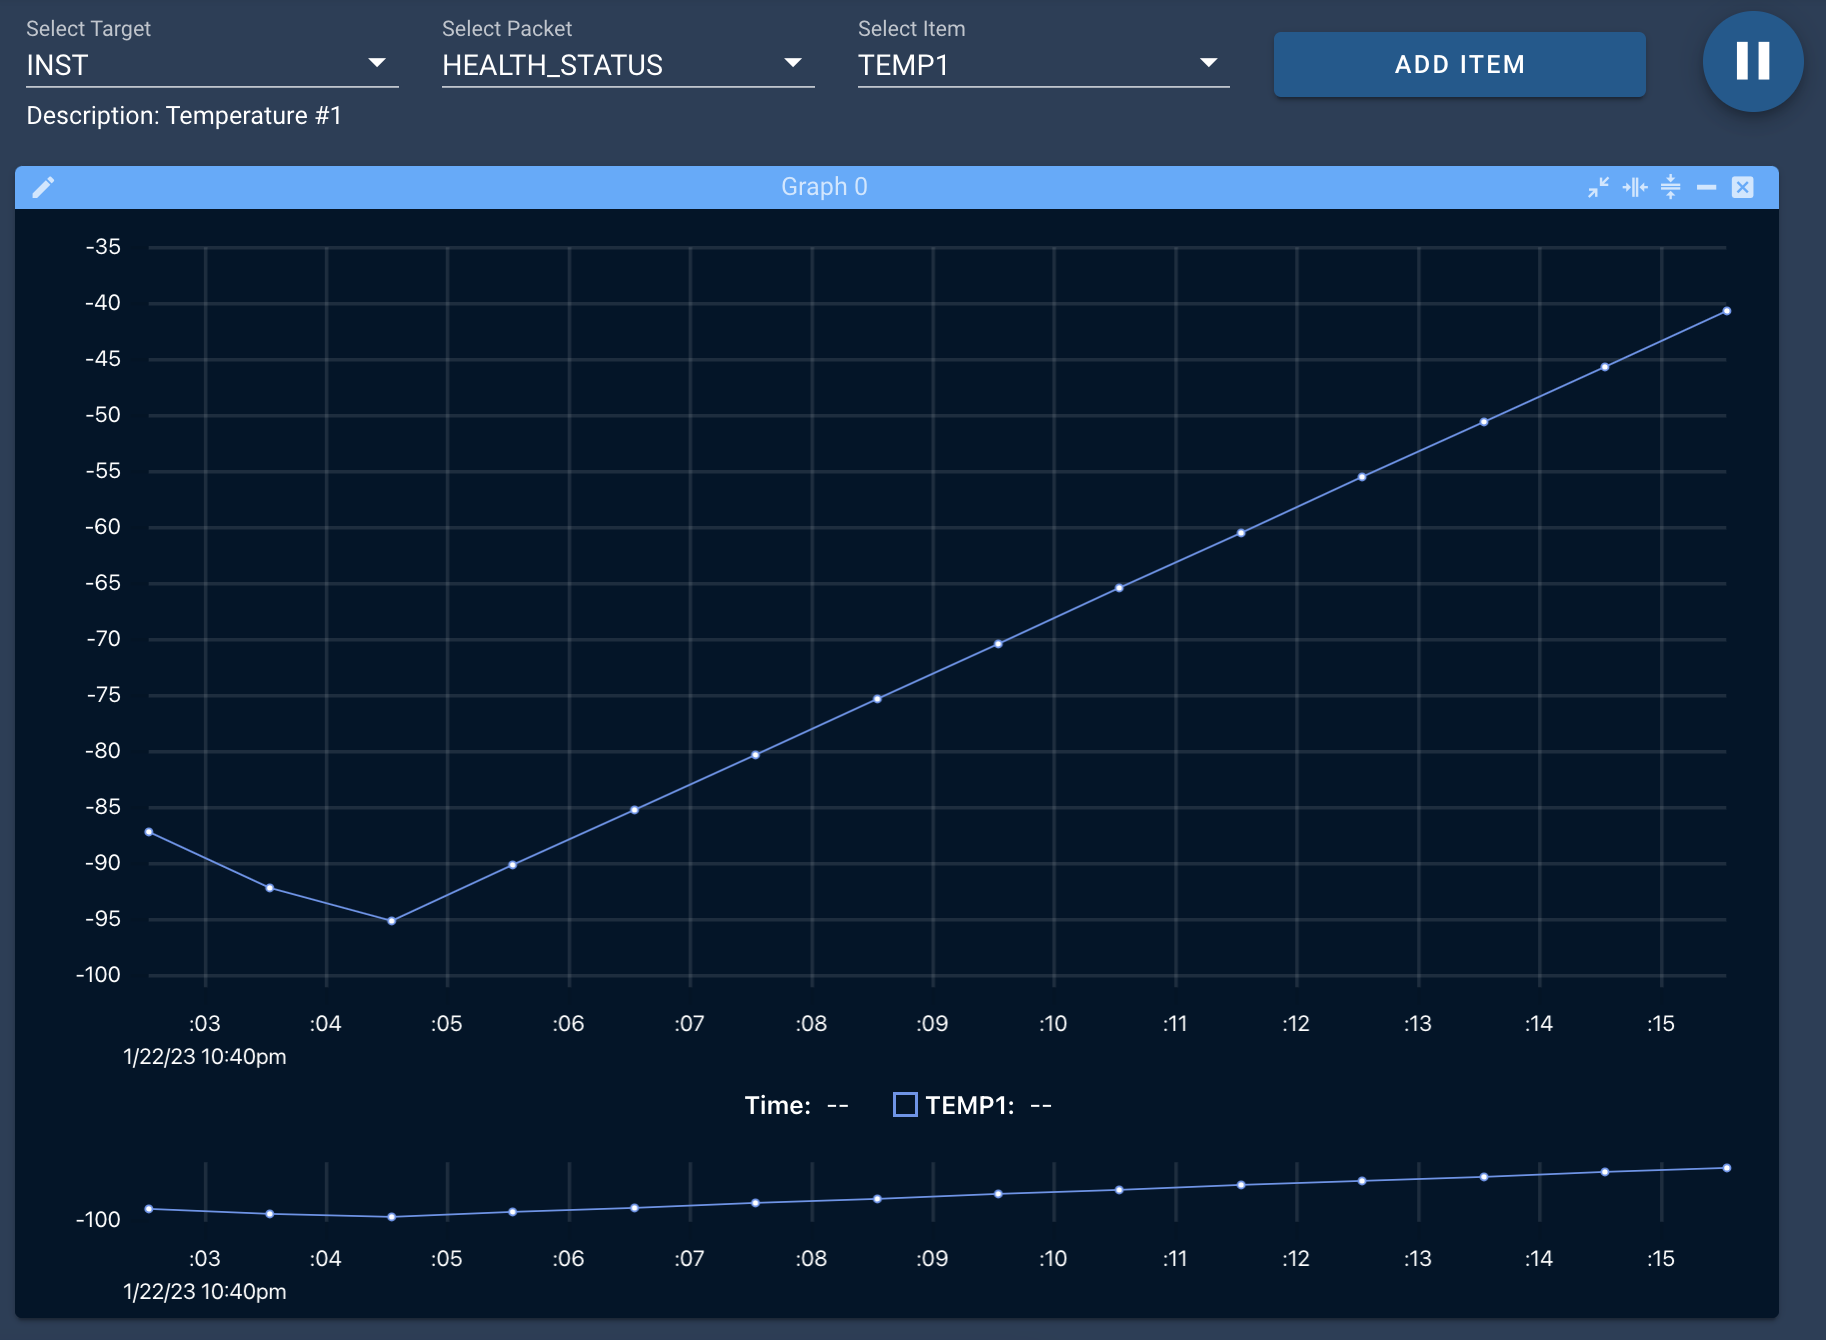 Select Target Select Packet Select Item
INST HEALTH_STATUS TEMP1 ADD ITEM
Description: Temperature #1
Graph 0
-35
-40
-45
-50
-55
-60
-65
-70
-75
-80
-85
-90
-95
-100
:03 :04 :05 :06 :07 :08 :09 :10 :11 :12 :13 :14 :15
1/22/23 10:40pm
Time: -- TEMP1: --
-100
:03 :04 :05 :06 :07 :08 :09 :10 :11 :12 :13 :14 :15
1/22/23 10:40pm